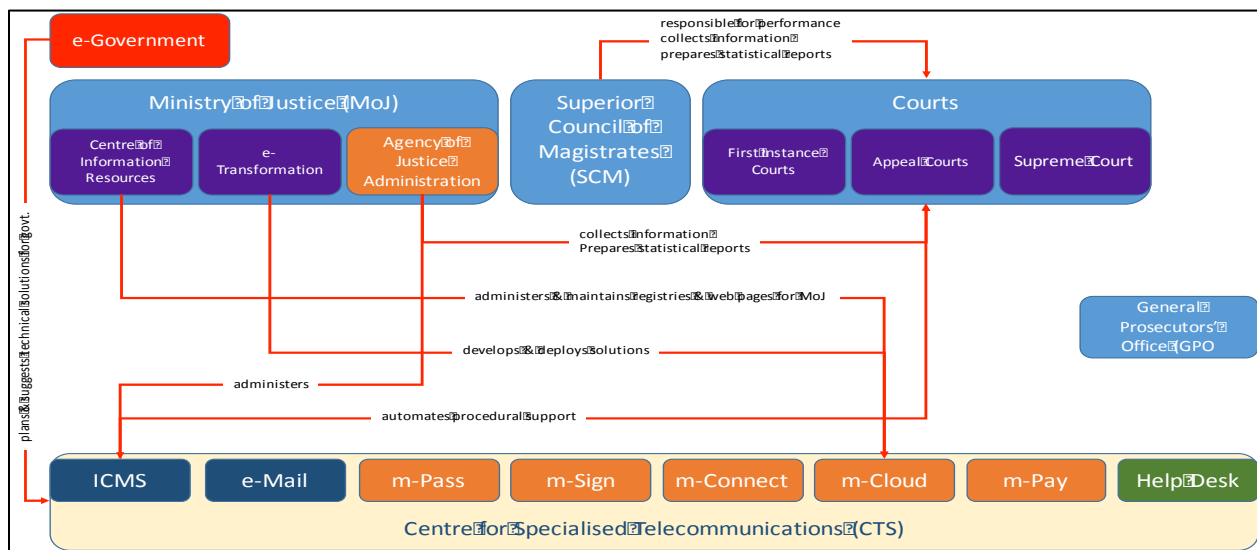 e-Government
responsible for performance
collects information
prepares statistical reports
Ministry of Justice (MoJ)
Centre of
Information
Resources
e-
Transformation
Agency of
Justice
Administration
Superior
Council of
Magistrates
(SCM)
Courts
First Instance
Courts
Appeal Courts
Supreme Court
plans & suggests technical solutions for govt.
collects information
Prepares statistical reports
administers & maintains registries & web pages for MoJ
General
Prosecutors'
Office (GPO
develops & deploys solutions
administers
automates procedural support
ICMS
e-Mail
m-Pass
m-Sign
m-Connect
m-Cloud
m-Pay
Help Desk
Centre for Specialised Telecommunications (CTS)